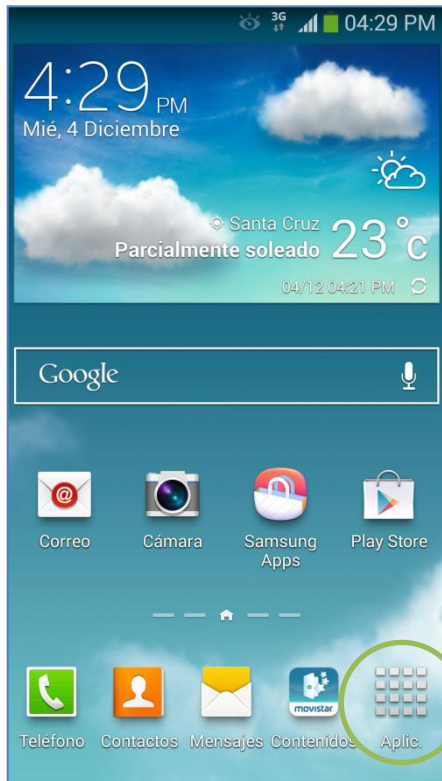 3G 04:29 PM
4:29 PM
Mié, 4 Diciembre
Santa Cruz
Parcialmente soleado 23°C
04/12 04:21 PM
Google
@
Correo Cámara Samsung Apps Play Store
movistar
Teléfono Contactos Mensajes Contenidos Aplic.